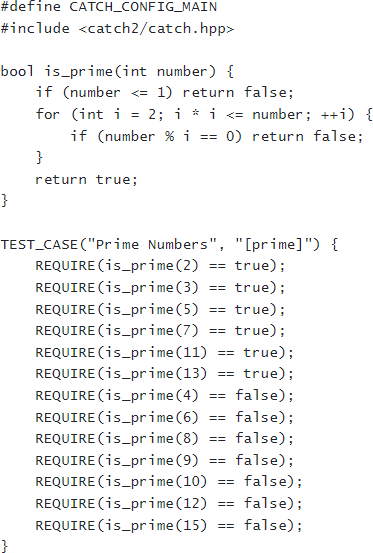 #define CATCH_CONFIG_MAIN
#include <catch2/catch.hpp>

bool is_prime(int number) {
    if (number <= 1) return false;
    for (int i = 2; i * i <= number; ++i) {
        if (number % i == 0) return false;
    }
    return true;
}

TEST_CASE("Prime Numbers", "[prime]") {
    REQUIRE(is_prime(2) == true);
    REQUIRE(is_prime(3) == true);
    REQUIRE(is_prime(5) == true);
    REQUIRE(is_prime(7) == true);
    REQUIRE(is_prime(11) == true);
    REQUIRE(is_prime(13) == true);
    REQUIRE(is_prime(4) == false);
    REQUIRE(is_prime(6) == false);
    REQUIRE(is_prime(8) == false);
    REQUIRE(is_prime(9) == false);
    REQUIRE(is_prime(10) == false);
    REQUIRE(is_prime(12) == false);
    REQUIRE(is_prime(15) == false);
}